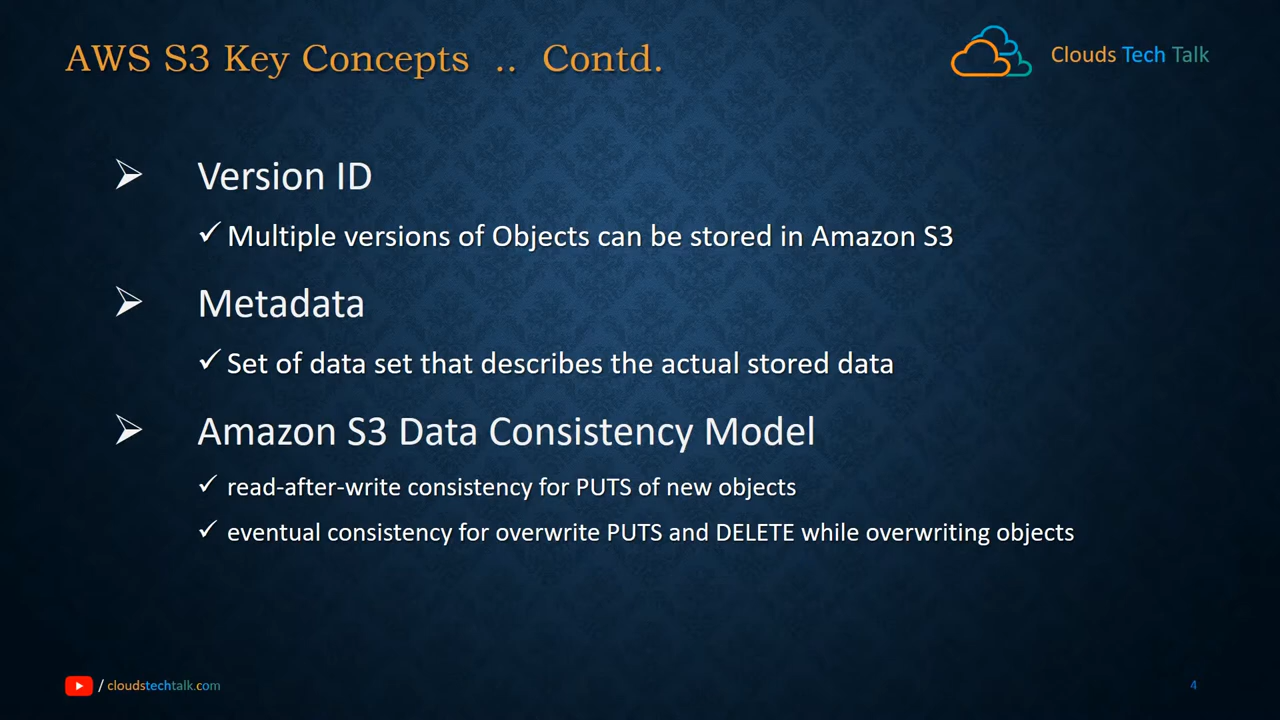 AWS S3 Key Concepts .. Contd.
Clouds Tech Talk
Version ID
Multiple versions of Objects can be stored in Amazon S3
Metadata
Set of data set that describes the actual stored data
Amazon S3 Data Consistency Model
read-after-write consistency for PUTS of new objects
eventual consistency for overwrite PUTS and DELETE while overwriting objects
/ cloudstechtalk.com
4